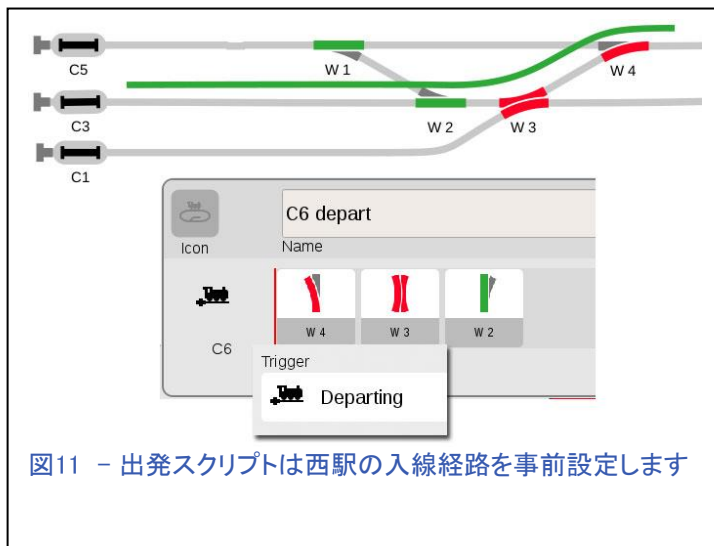 C5
W 1
W 4
C3
W 2
W 3
C1
C6 depart
Icon
Name
W 4
W 3
W 2
C6
Trigger
Departing
図11 －出発スクリプトは西駅の入線経路を事前設定します